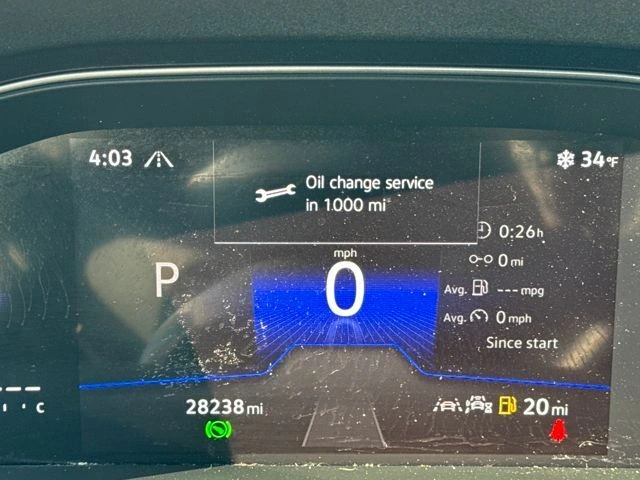 4:03
34°F
Oil change service
in 1000 mi
0:26h
mph
0 mi
P
0
Avg. --- mpg
Avg. 0 mph
Since start
C
28238 mi
20 mi